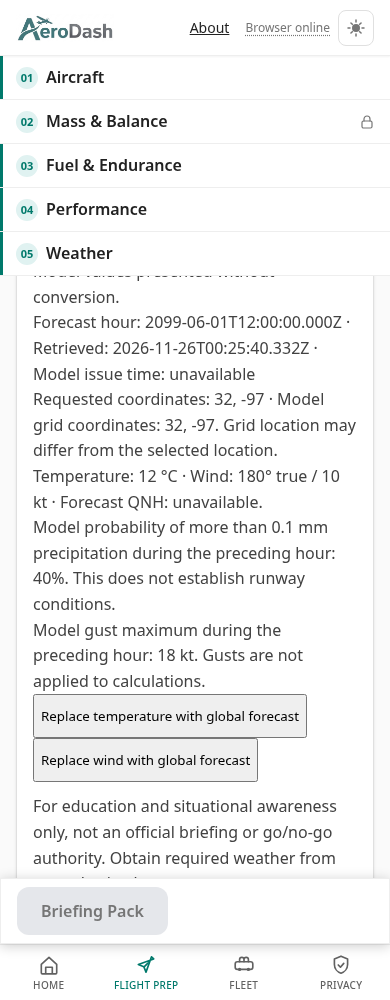 AeroDash
About
Browser online
01 Aircraft
02 Mass & Balance
03 Fuel & Endurance
04 Performance
05 Weather
conversion.
Forecast hour: 2099-06-01T12:00:00.000Z ·
Retrieved: 2026-11-26T00:25:40.332Z ·
Model issue time: unavailable
Requested coordinates: 32, -97 · Model
grid coordinates: 32, -97. Grid location may
differ from the selected location.
Temperature: 12 °C · Wind: 180° true / 10
kt · Forecast QNH: unavailable.
Model probability of more than 0.1 mm
precipitation during the preceding hour:
40%. This does not establish runway
conditions.
Model gust maximum during the
preceding hour: 18 kt. Gusts are not
applied to calculations.
Replace temperature with global forecast
Replace wind with global forecast
For education and situational awareness
only, not an official briefing or go/no-go
authority. Obtain required weather from
Briefing Pack
HOME
FLIGHT PREP
FLEET
PRIVACY